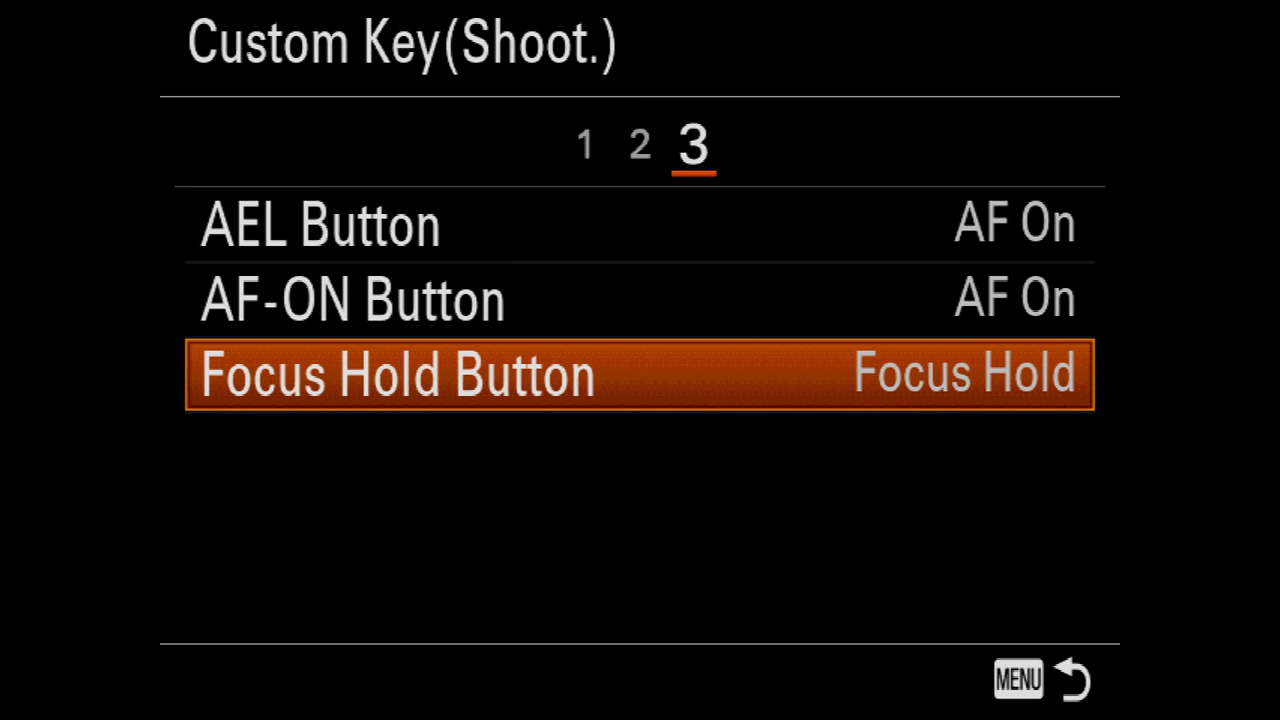 Custom Key(Shoot.)
1 2 3
AEL Button AF On
AF-ON Button AF On
Focus Hold Button Focus Hold
MENU